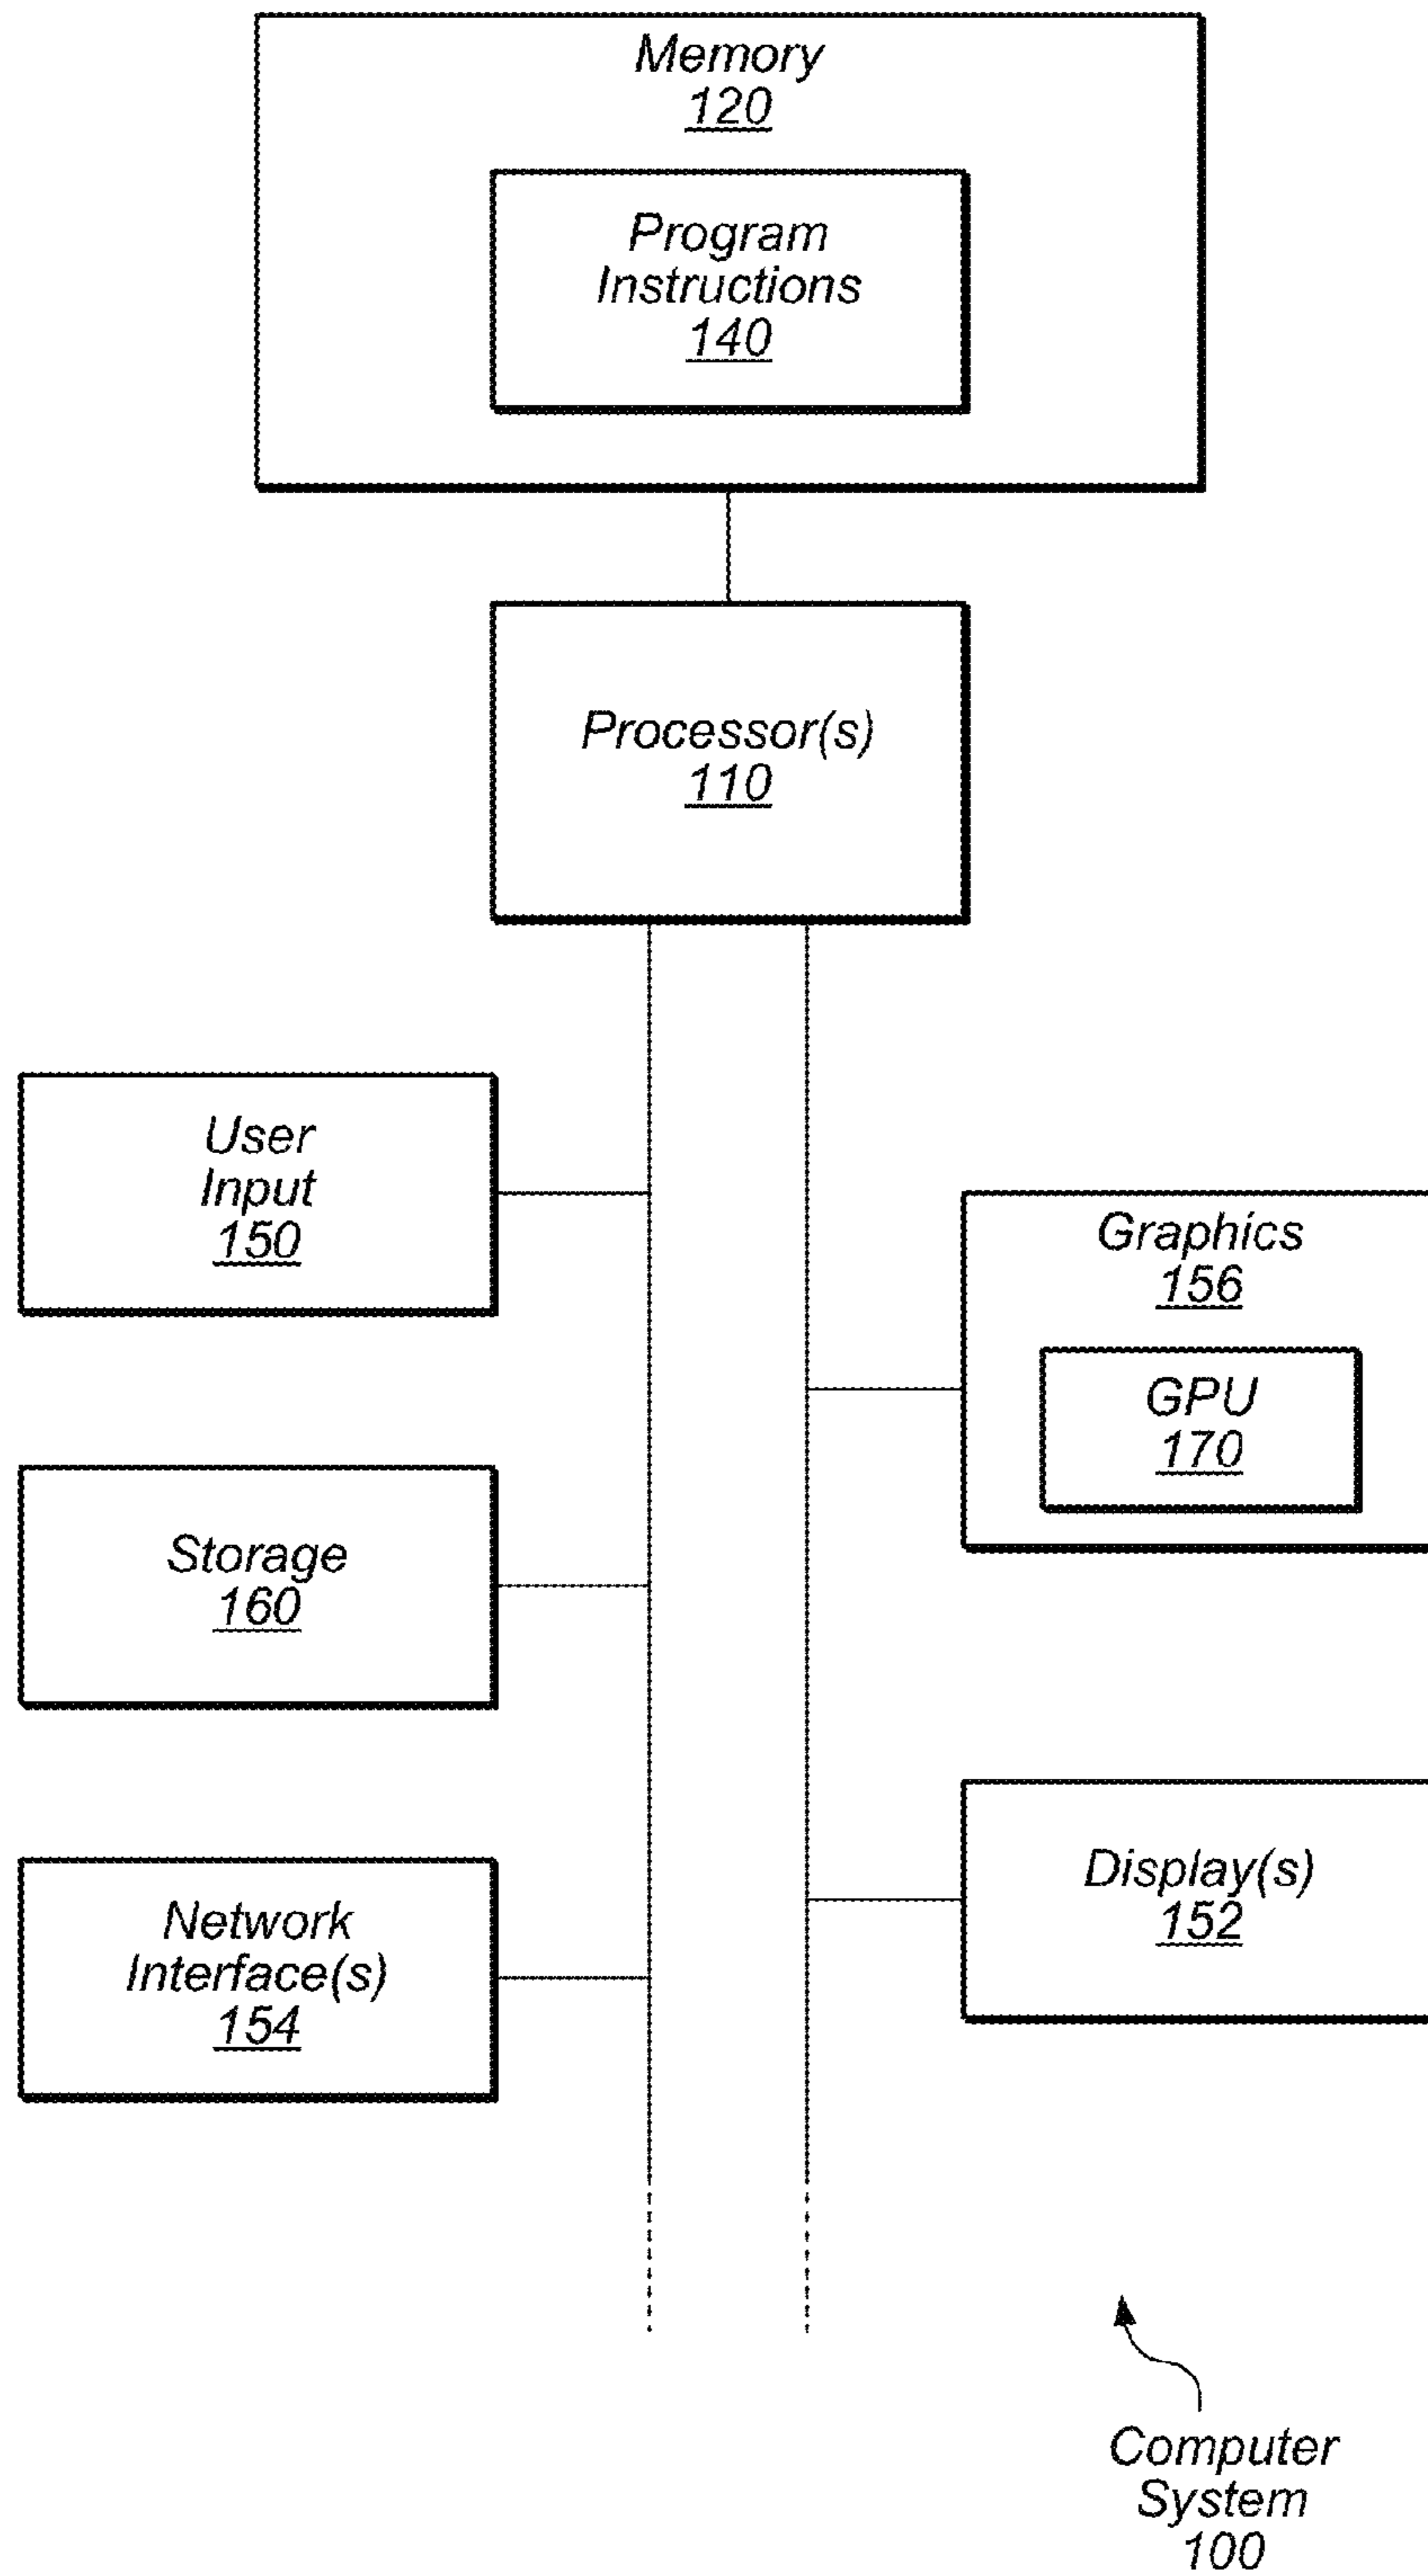 Memory
120
Program
Instructions
140
Processor(s)
110
User
Input
150
Graphics
156
GPU
170
Storage
160
Display(s)
152
Network
Interface(s)
154
Computer
System
100